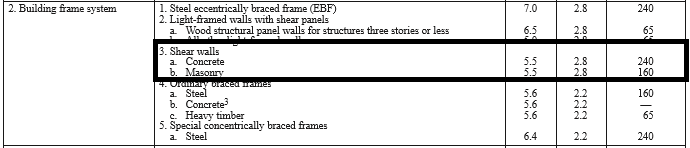 2. Building frame system 1. Steel eccentrically braced frame (EBF) 7.0 2.8 240
2. Light-framed walls with shear panels
a. Wood structural panel walls for structures three stories or less 6.5 2.8 65
3. Shear walls
a. Concrete 5.5 2.8 240
b. Masonry 5.5 2.8 160
4. Ordinary braced frames
a. Steel 5.6 2.2 160
b. Concrete³ 5.6 2.2 —
c. Heavy timber 5.6 2.2 65
5. Special concentrically braced frames
a. Steel 6.4 2.2 240